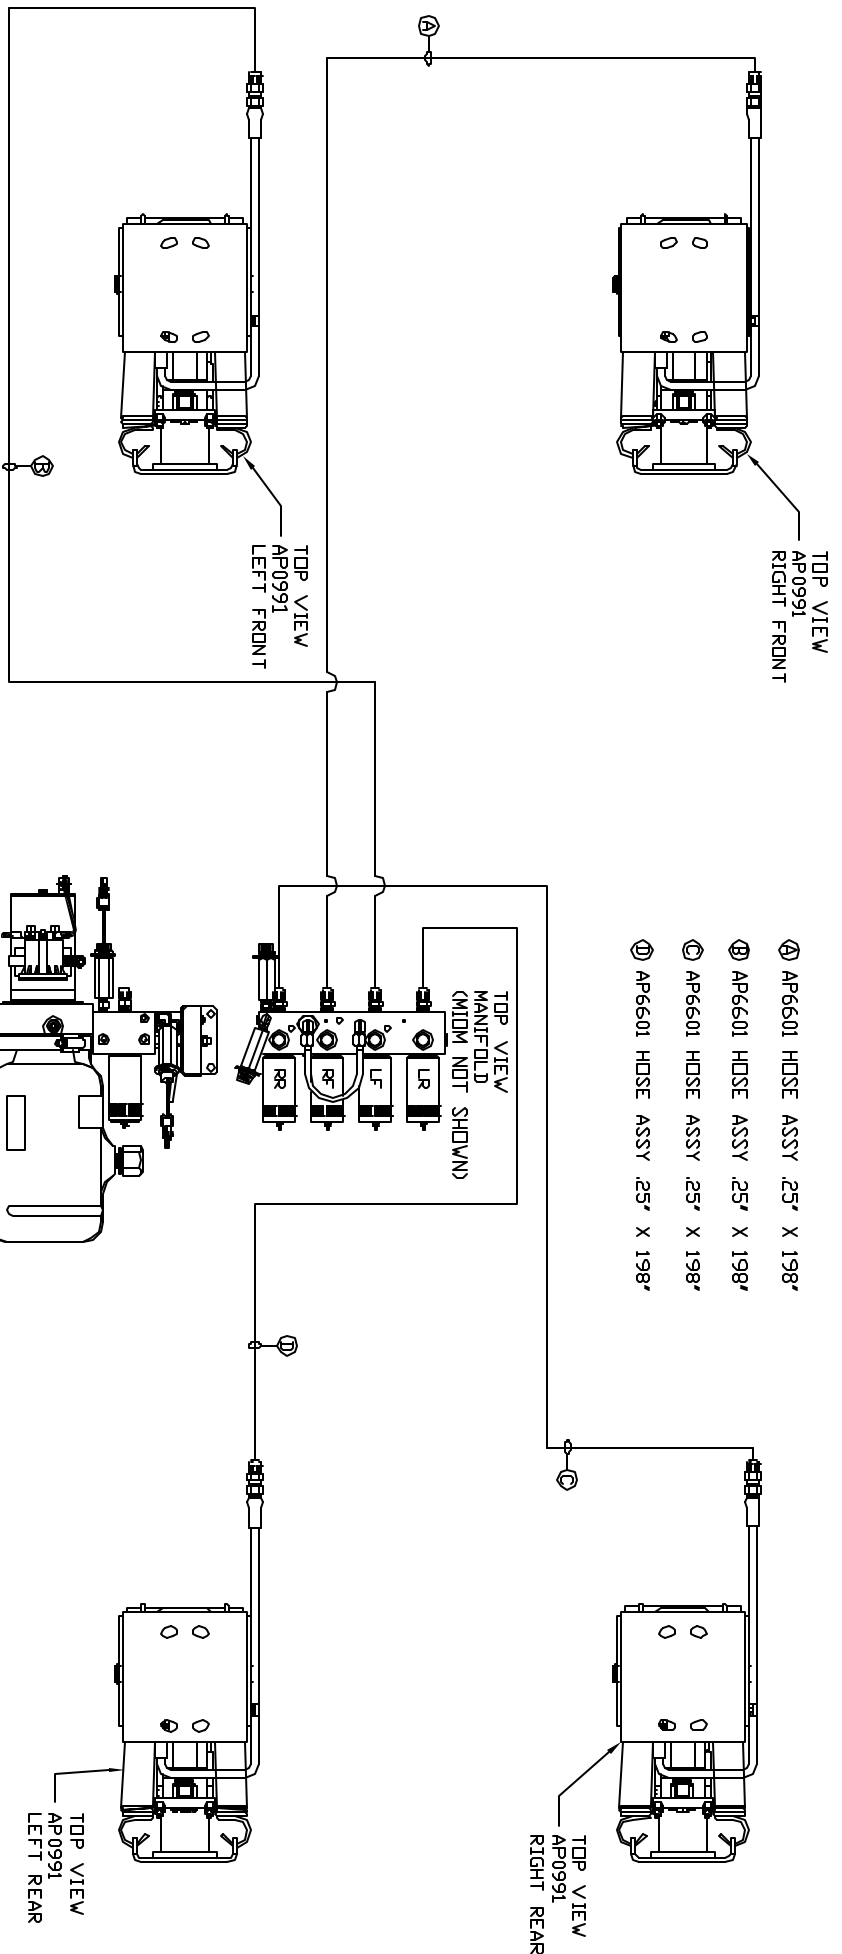 A
TOP VIEW
AP0991
RIGHT FRONT
TOP VIEW
AP0991
LEFT FRONT
B
A AP6601 HOSE ASSY .25" X 198"
B AP6601 HOSE ASSY .25" X 198"
C AP6601 HOSE ASSY .25" X 198"
D AP6601 HOSE ASSY .25" X 198"
TOP VIEW
MANIFOLD
(MIOM NOT SHOWN)
LR
LF
RF
RR
D
C
TOP VIEW
AP0991
RIGHT REAR
TOP VIEW
AP0991
LEFT REAR